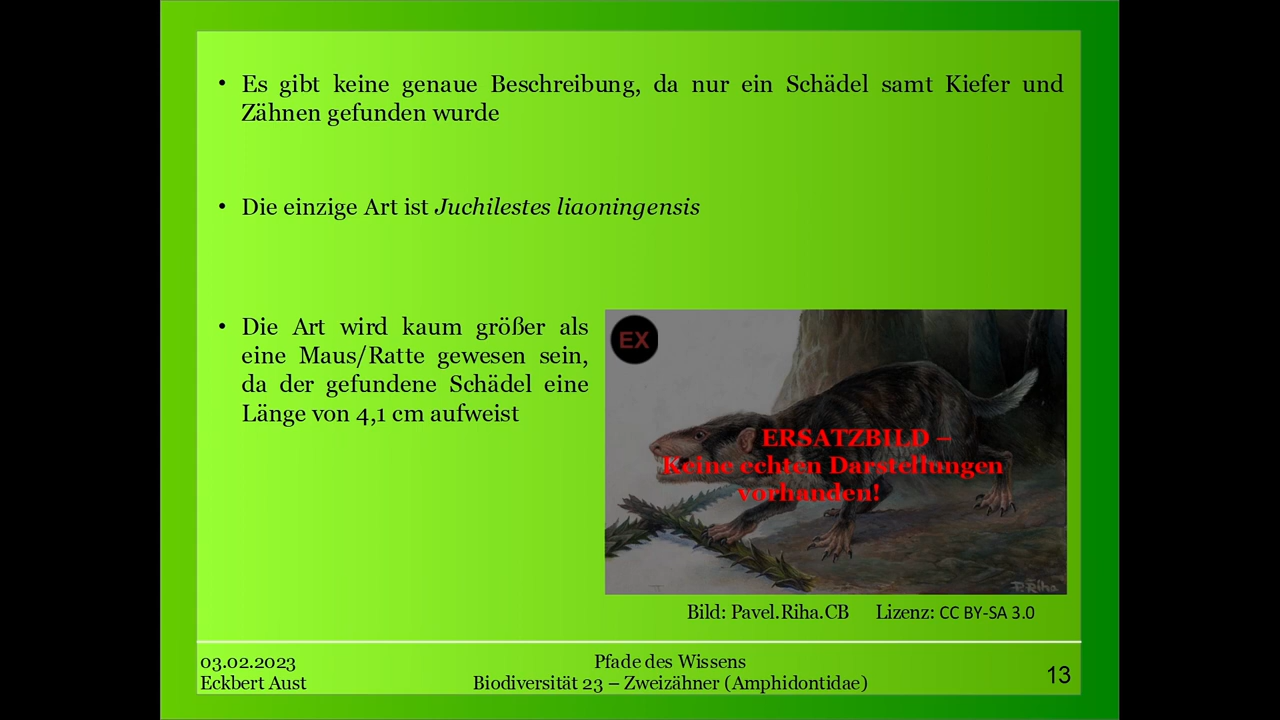 • Es gibt keine genaue Beschreibung, da nur ein Schädel samt Kiefer und
Zähnen gefunden wurde
• Die einzige Art ist Juchilestes liaoningensis
• Die Art wird kaum größer als
eine Maus/Ratte gewesen sein,
da der gefundene Schädel eine
Länge von 4,1 cm aufweist
EX
ERSATZBILD –
Keine echten Darstellungen
vorhanden!
P.Říha
Bild: Pavel.Riha.CB Lizenz: CC BY-SA 3.0
03.02.2023
Eckbert Aust
Pfade des Wissens
Biodiversität 23 – Zweizähner (Amphidontidae)
13